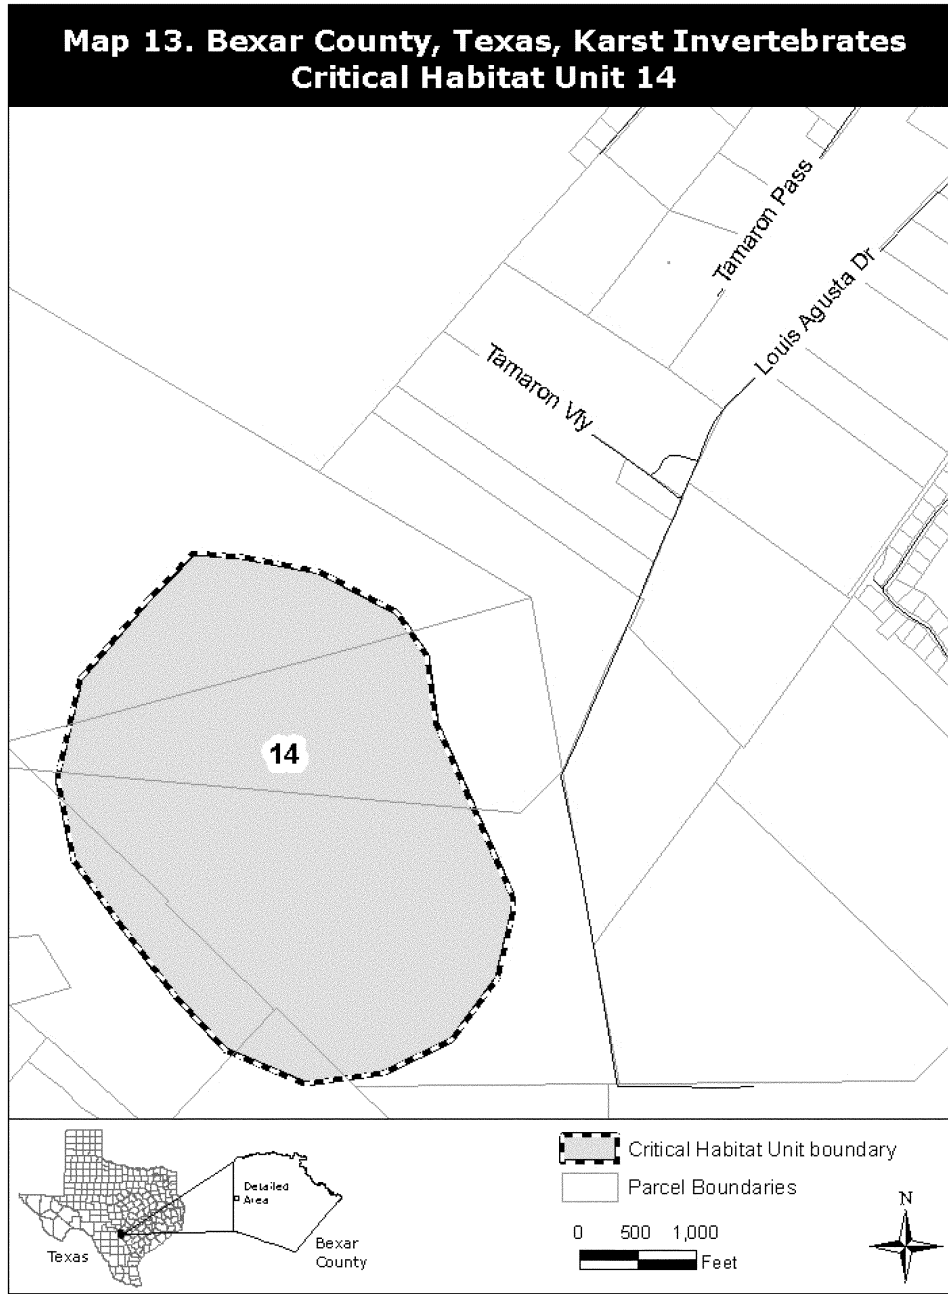 Map 13. Bexar County, Texas, Karst Invertebrates
Critical Habitat Unit 14
Tamaron Pass
Louis Agusta Dr
Tamaron Vly
14
Texas
Detailed
Area
Bexar
County
Critical Habitat Unit boundary
Parcel Boundaries
0 500 1,000
Feet
N